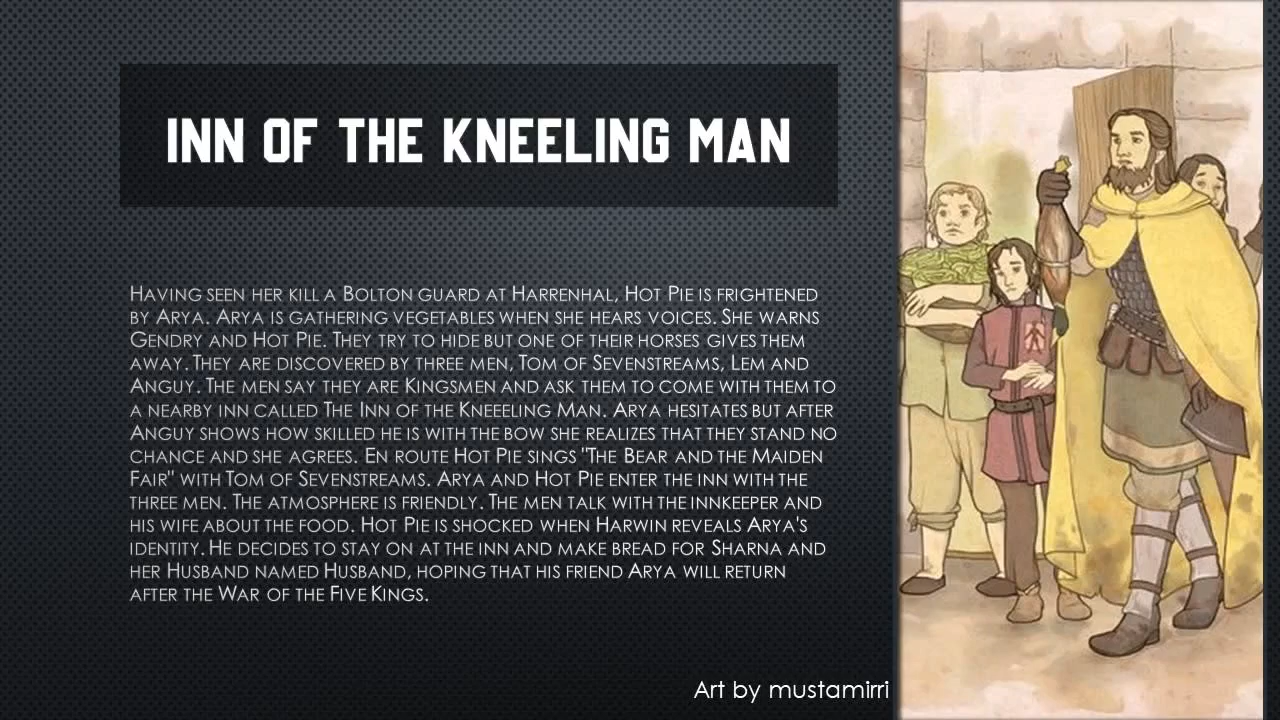 INN OF THE KNEELING MAN
HAVING SEEN HER KILL A BOLTON GUARD AT HARRENHAL, HOT PIE IS FRIGHTENED
BY ARYA. ARYA IS GATHERING VEGETABLES WHEN SHE HEARS VOICES. SHE WARNS
GENDRY AND HOT PIE. THEY TRY TO HIDE BUT ONE OF THEIR HORSES GIVES THEM
AWAY. THEY ARE DISCOVERED BY THREE MEN, TOM OF SEVENSTREAMS, LEM AND
ANGUY. THE MEN SAY THEY ARE KINGSMEN AND ASK THEM TO COME WITH THEM TO
A NEARBY INN CALLED THE INN OF THE KNEEELING MAN. ARYA HESITATES BUT AFTER
ANGUY SHOWS HOW SKILLED HE IS WITH THE BOW SHE REALIZES THAT THEY STAND NO
CHANCE AND SHE AGREES. EN ROUTE HOT PIE SINGS "THE BEAR AND THE MAIDEN
FAIR" WITH TOM OF SEVENSTREAMS. ARYA AND HOT PIE ENTER THE INN WITH THE
THREE MEN. THE ATMOSPHERE IS FRIENDLY. THE MEN TALK WITH THE INNKEEPER AND
HIS WIFE ABOUT THE FOOD. HOT PIE IS SHOCKED WHEN HARWIN REVEALS ARYA'S
IDENTITY. HE DECIDES TO STAY ON AT THE INN AND MAKE BREAD FOR SHARNA AND
HER HUSBAND NAMED HUSBAND, HOPING THAT HIS FRIEND ARYA WILL RETURN
AFTER THE WAR OF THE FIVE KINGS.
Art by mustamirri